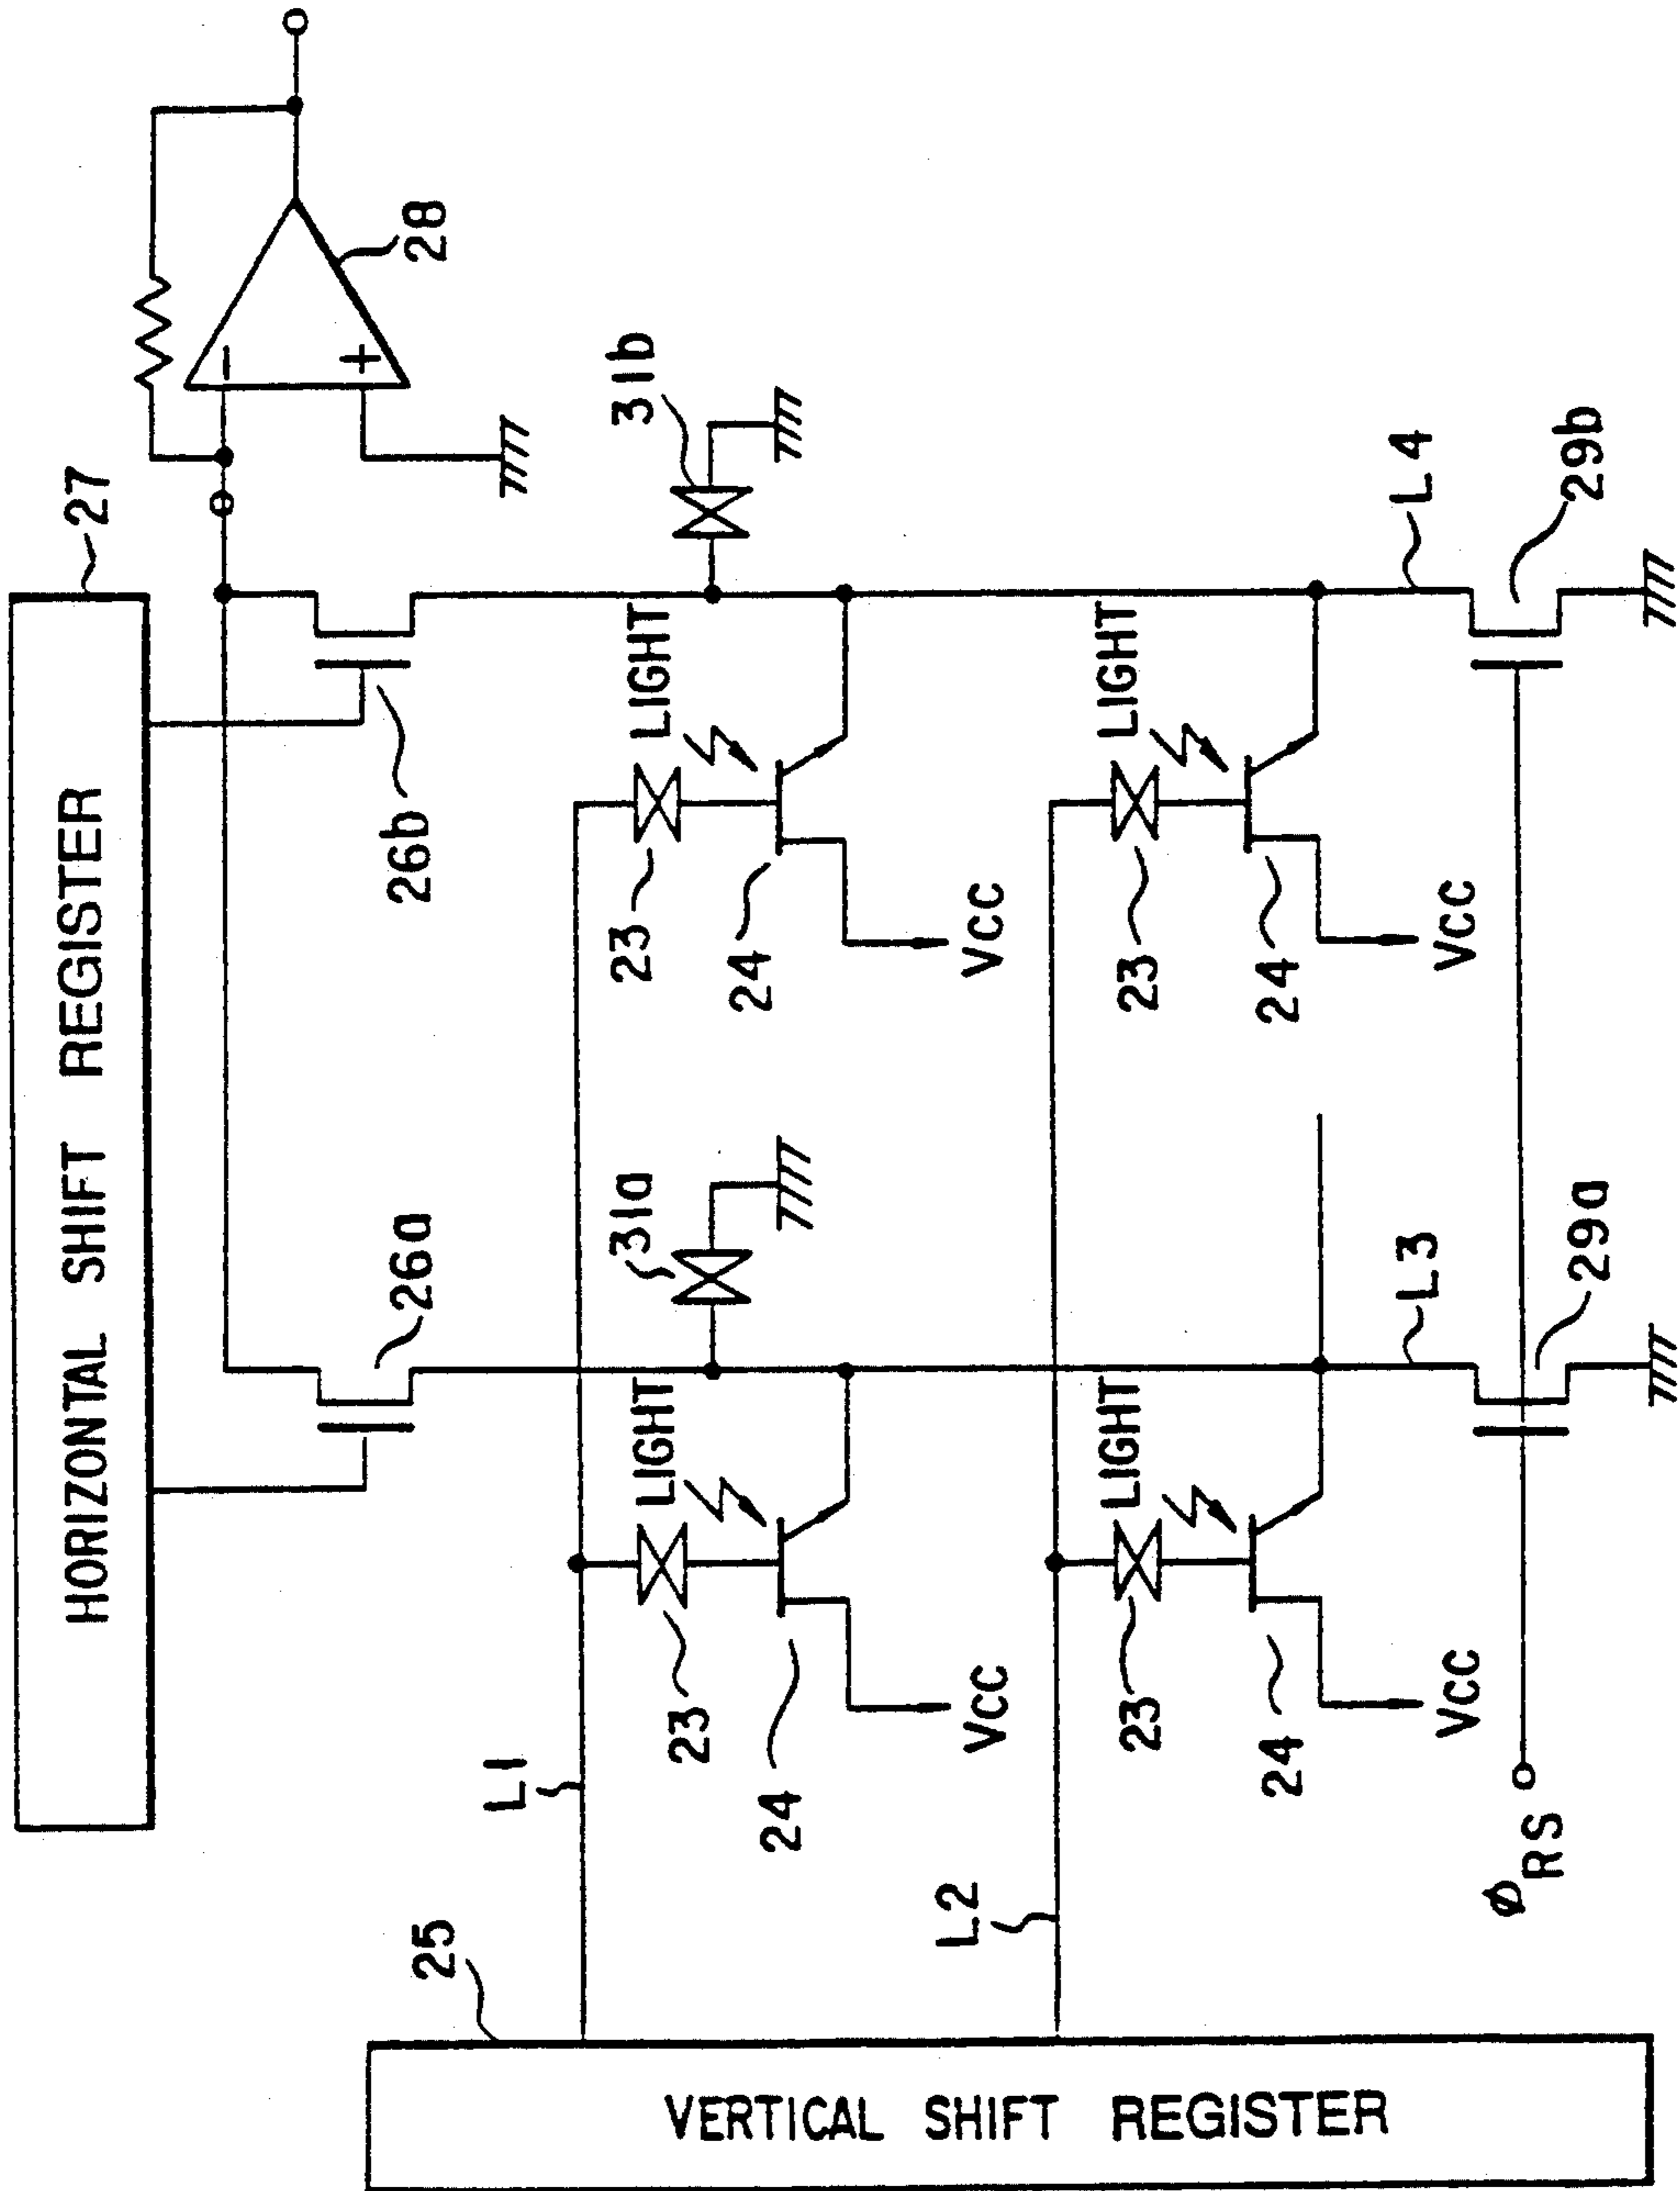 HORIZONTAL SHIFT REGISTER
27
28
26a
26b
31a
31b
25
L1
23
LIGHT
24
VCC
23
LIGHT
24
VCC
L2
23
LIGHT
24
VCC
23
LIGHT
24
VCC
L3
L4
29a
29b
ΦRS
VERTICAL SHIFT REGISTER
−
+